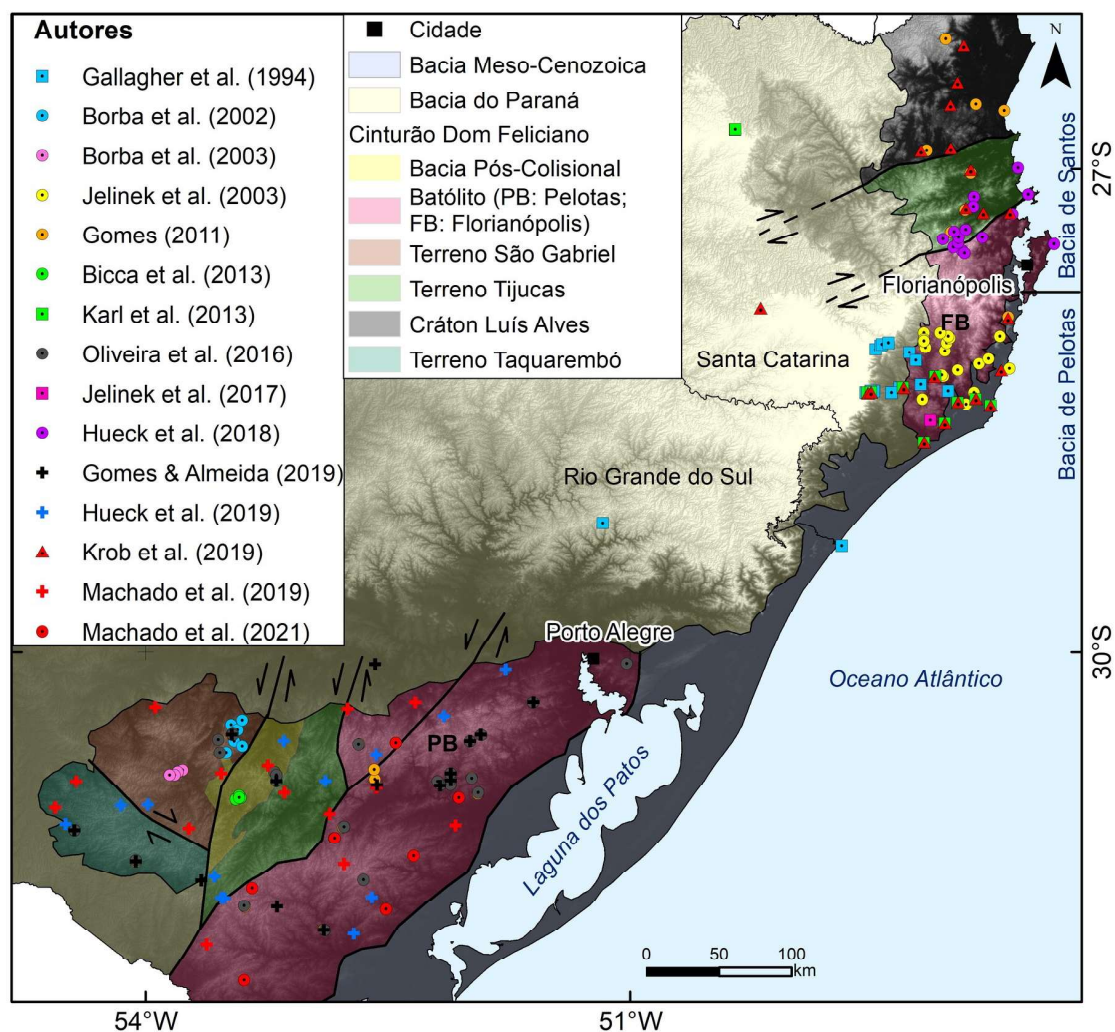 Autores
Gallagher et al. (1994)
Borba et al. (2002)
Borba et al. (2003)
Jelinek et al. (2003)
Gomes (2011)
Bicca et al. (2013)
Karl et al. (2013)
Oliveira et al. (2016)
Jelinek et al. (2017)
Hueck et al. (2018)
Gomes & Almeida (2019)
Hueck et al. (2019)
Krob et al. (2019)
Machado et al. (2019)
Machado et al. (2021)
Cidade
Bacia Meso-Cenozoica
Bacia do Paraná
Cinturão Dom Feliciano
Bacia Pós-Colisional
Batólito (PB: Pelotas;
FB: Florianópolis)
Terreno São Gabriel
Terreno Tijucas
Cráton Luís Alves
Terreno Taquarembó
N
27°S
Bacia de Santos
Florianópolis
FB
Santa Catarina
Bacia de Pelotas
Rio Grande do Sul
Porto Alegre
30°S
Oceano Atlântico
PB
Laguna dos Patos
0 50 100
km
54°W
51°W